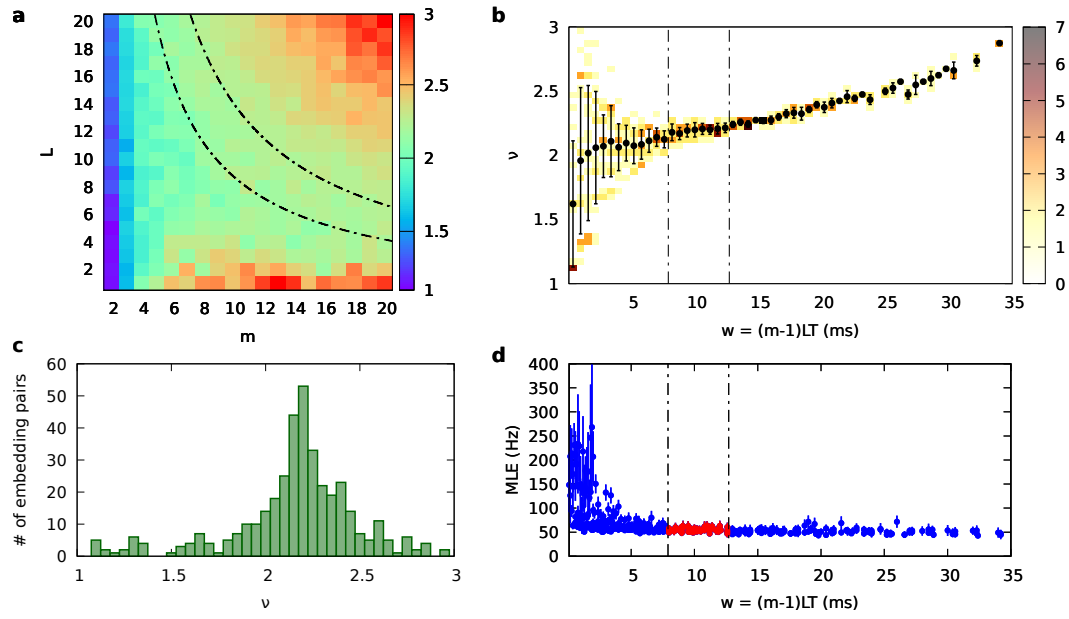 a
20
18
16
14
12
10
8
6
4
2
L
2 4 6 8 10 12 14 16 18 20
m
3
2.5
2
1.5
1
b
3
2.5
2
1.5
1
ν
5 10 15 20 25 30 35
w = (m-1)LT (ms)
7
6
5
4
3
2
1
0
c
60
50
40
30
20
10
0
# of embedding pairs
1 1.5 2 2.5 3
ν
d
400
350
300
250
200
150
100
50
0
MLE (Hz)
5 10 15 20 25 30 35
w = (m-1)LT (ms)